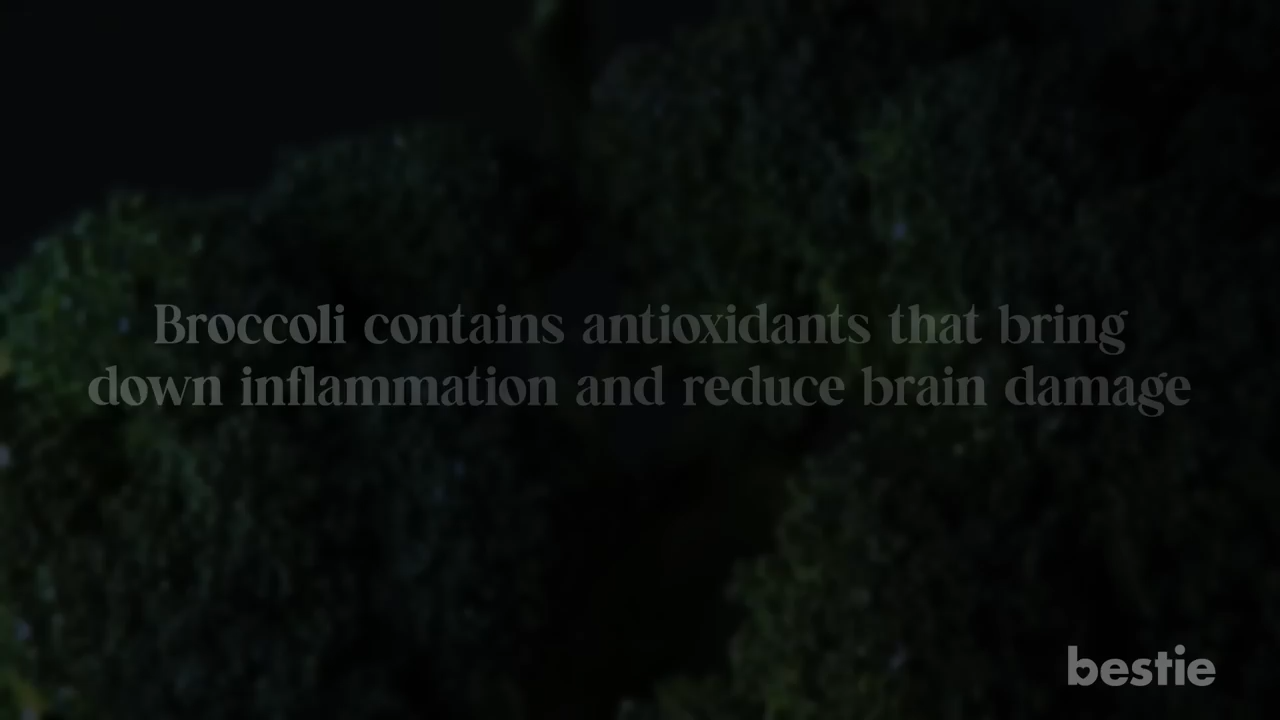 Broccoli contains antioxidants that bring
down inflammation and reduce brain damage
bestie